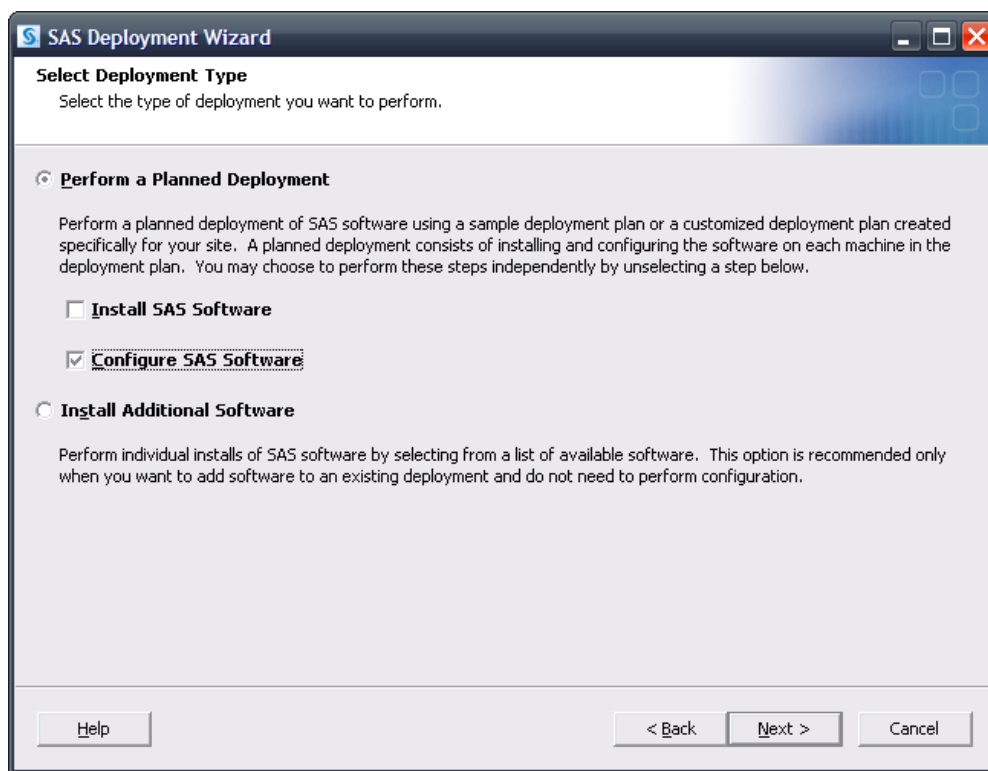 SAS Deployment Wizard
Select Deployment Type
Select the type of deployment you want to perform.
Perform a Planned Deployment
Perform a planned deployment of SAS software using a sample deployment plan or a customized deployment plan created
specifically for your site. A planned deployment consists of installing and configuring the software on each machine in the
deployment plan. You may choose to perform these steps independently by unselecting a step below.
Install SAS Software
Configure SAS Software
Install Additional Software
Perform individual installs of SAS software by selecting from a list of available software. This option is recommended only
when you want to add software to an existing deployment and do not need to perform configuration.
Help
< Back
Next >
Cancel